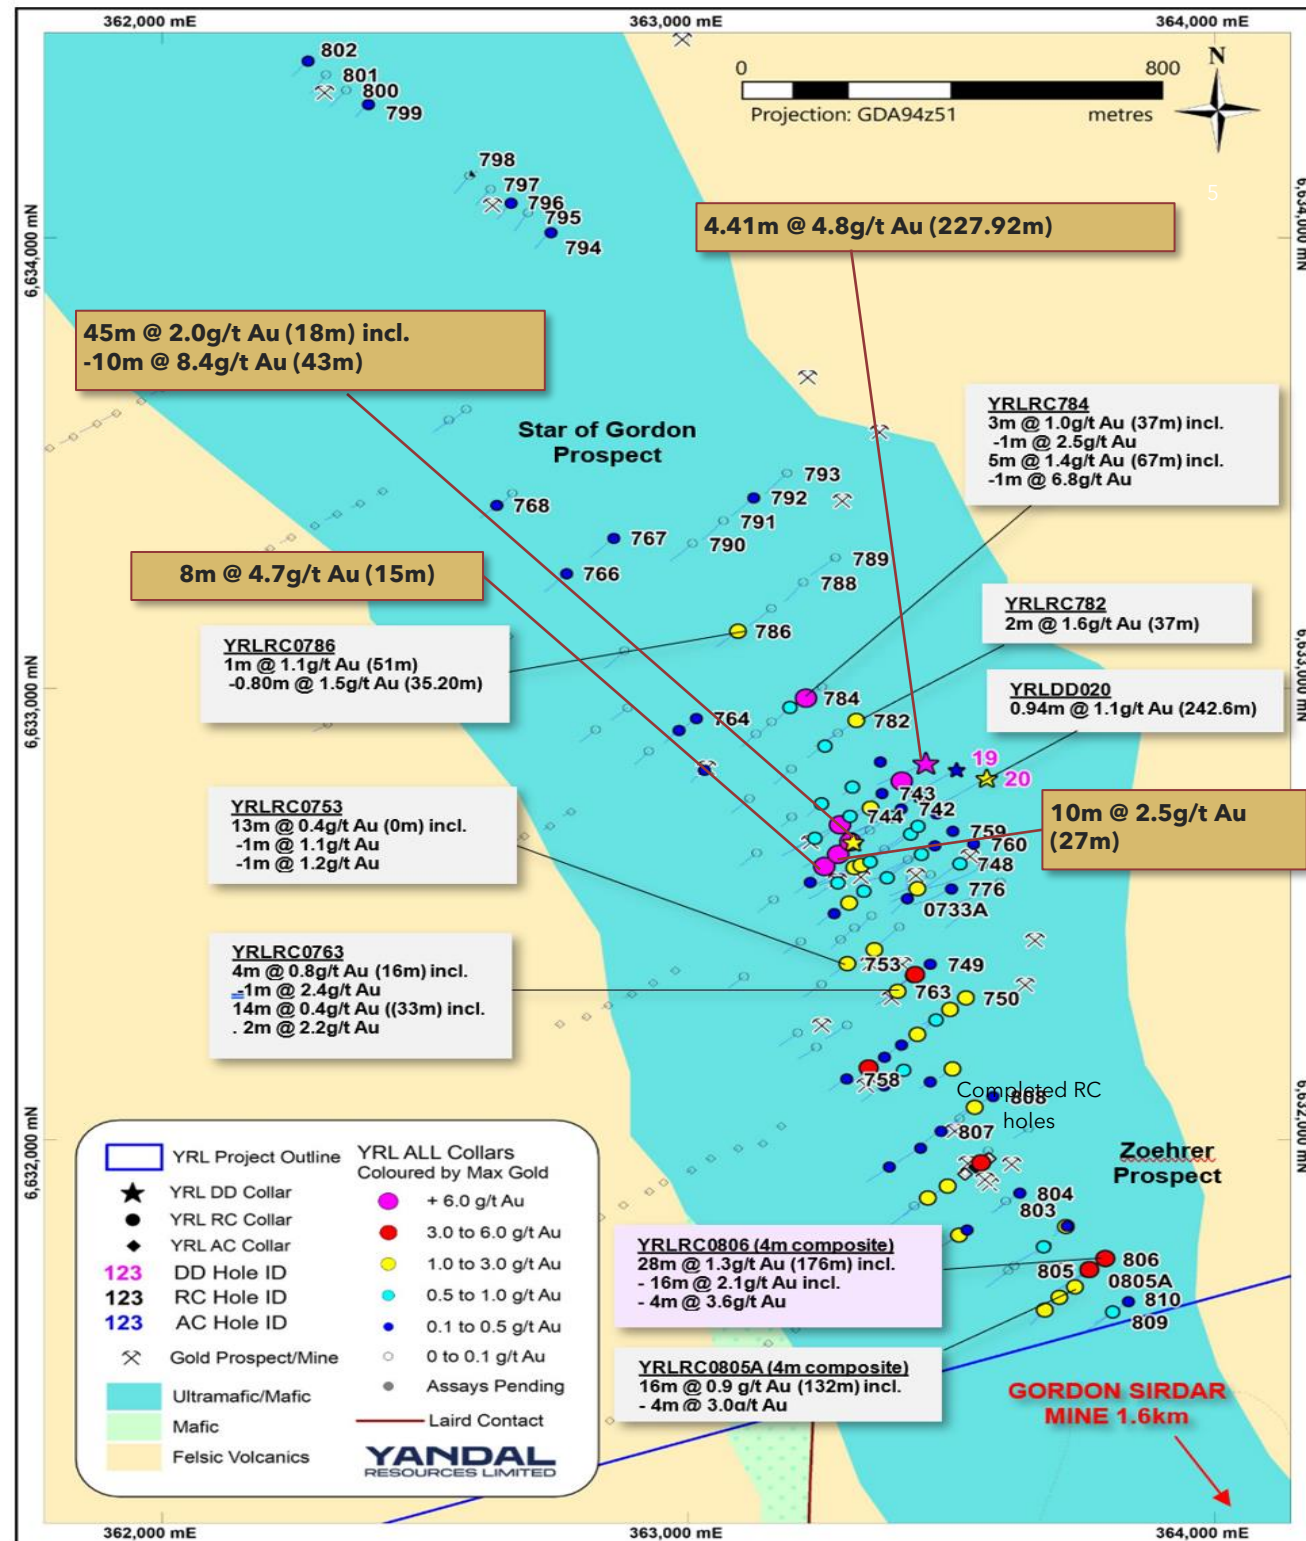 362,000 mE
363,000 mE
364,000 mE
802
801
800
799
0
800
Projection: GDA94z51
metres
N
798
797
796
795
794
5
6,634,000 mN
6,634,000 mN
4.41m @ 4.8g/t Au (227.92m)
45m @ 2.0g/t Au (18m) incl.
-10m @ 8.4g/t Au (43m)
Star of Gordon
Prospect
YRLRC784
3m @ 1.0g/t Au (37m) incl.
-1m @ 2.5g/t Au
5m @ 1.4g/t Au (67m) incl.
-1m @ 6.8g/t Au
793
792
791
790
789
788
768
767
766
8m @ 4.7g/t Au (15m)
YRLRC782
2m @ 1.6g/t Au (37m)
786
YRLRC0786
1m @ 1.1g/t Au (51m)
-0.80m @ 1.5g/t Au (35.20m)
6,633,000 mN
6,633,000 mN
784
782
764
YRLDD020
0.94m @ 1.1g/t Au (242.6m)
19
20
743
742
744
759
760
748
776
0733A
10m @ 2.5g/t Au
(27m)
YRLRC0753
13m @ 0.4g/t Au (0m) incl.
-1m @ 1.1g/t Au
-1m @ 1.2g/t Au
YRLRC0763
4m @ 0.8g/t Au (16m) incl.
-1m @ 2.4g/t Au
14m @ 0.4g/t Au ((33m) incl.
. 2m @ 2.2g/t Au
753
749
763
750
758
Completed RC
holes
808
807
6,632,000 mN
6,632,000 mN
Zoehrer
Prospect
804
803
806
805
0805A
810
809
YRLRC0806 (4m composite)
28m @ 1.3g/t Au (176m) incl.
- 16m @ 2.1g/t Au incl.
- 4m @ 3.6g/t Au
YRLRC0805A (4m composite)
16m @ 0.9 g/t Au (132m) incl.
- 4m @ 3.0g/t Au
GORDON SIRDAR
MINE 1.6km
YRL Project Outline
YRL DD Collar
YRL RC Collar
YRL AC Collar
123 DD Hole ID
123 RC Hole ID
123 AC Hole ID
Gold Prospect/Mine
Ultramafic/Mafic
Mafic
Felsic Volcanics
YRL ALL Collars
Coloured by Max Gold
+ 6.0 g/t Au
3.0 to 6.0 g/t Au
1.0 to 3.0 g/t Au
0.5 to 1.0 g/t Au
0.1 to 0.5 g/t Au
0 to 0.1 g/t Au
Assays Pending
Laird Contact
YANDAL
RESOURCES LIMITED
362,000 mE
363,000 mE
364,000 mE